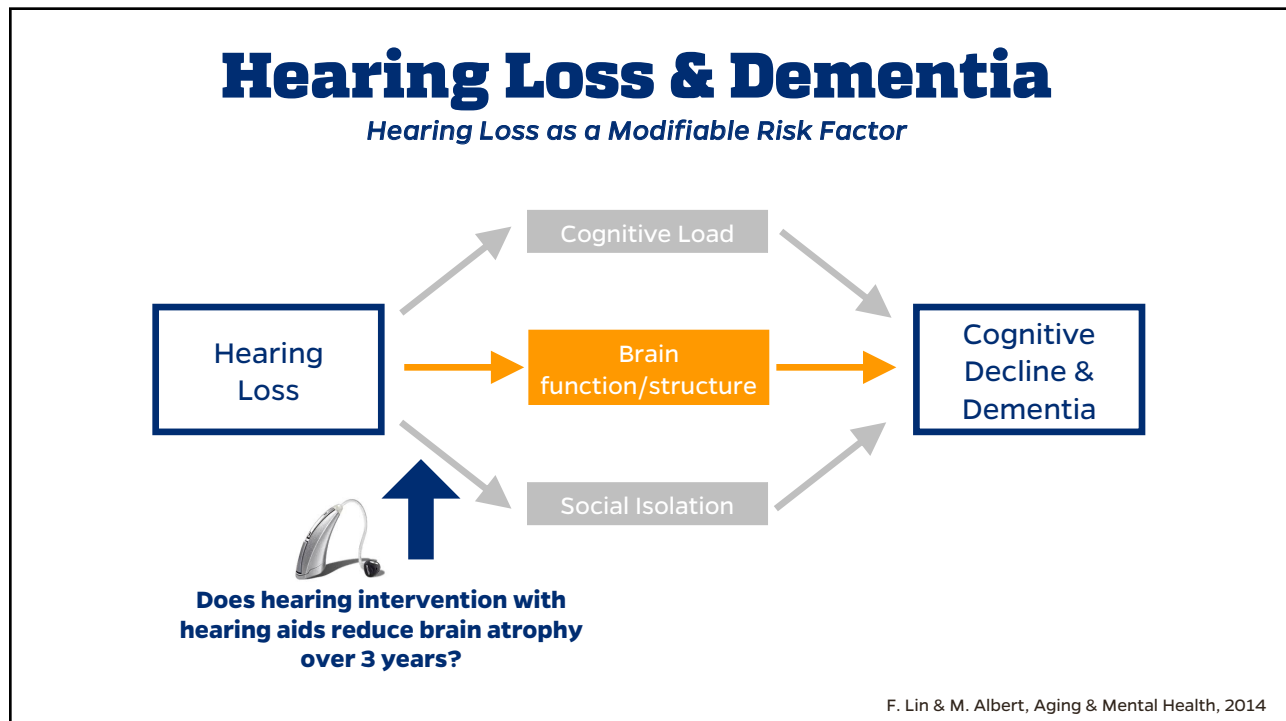 Hearing Loss & Dementia
Hearing Loss as a Modifiable Risk Factor
Cognitive Load
Hearing
Loss
Brain
function/structure
Cognitive
Decline &
Dementia
Social Isolation
Does hearing intervention with
hearing aids reduce brain atrophy
over 3 years?
F. Lin & M. Albert, Aging & Mental Health, 2014